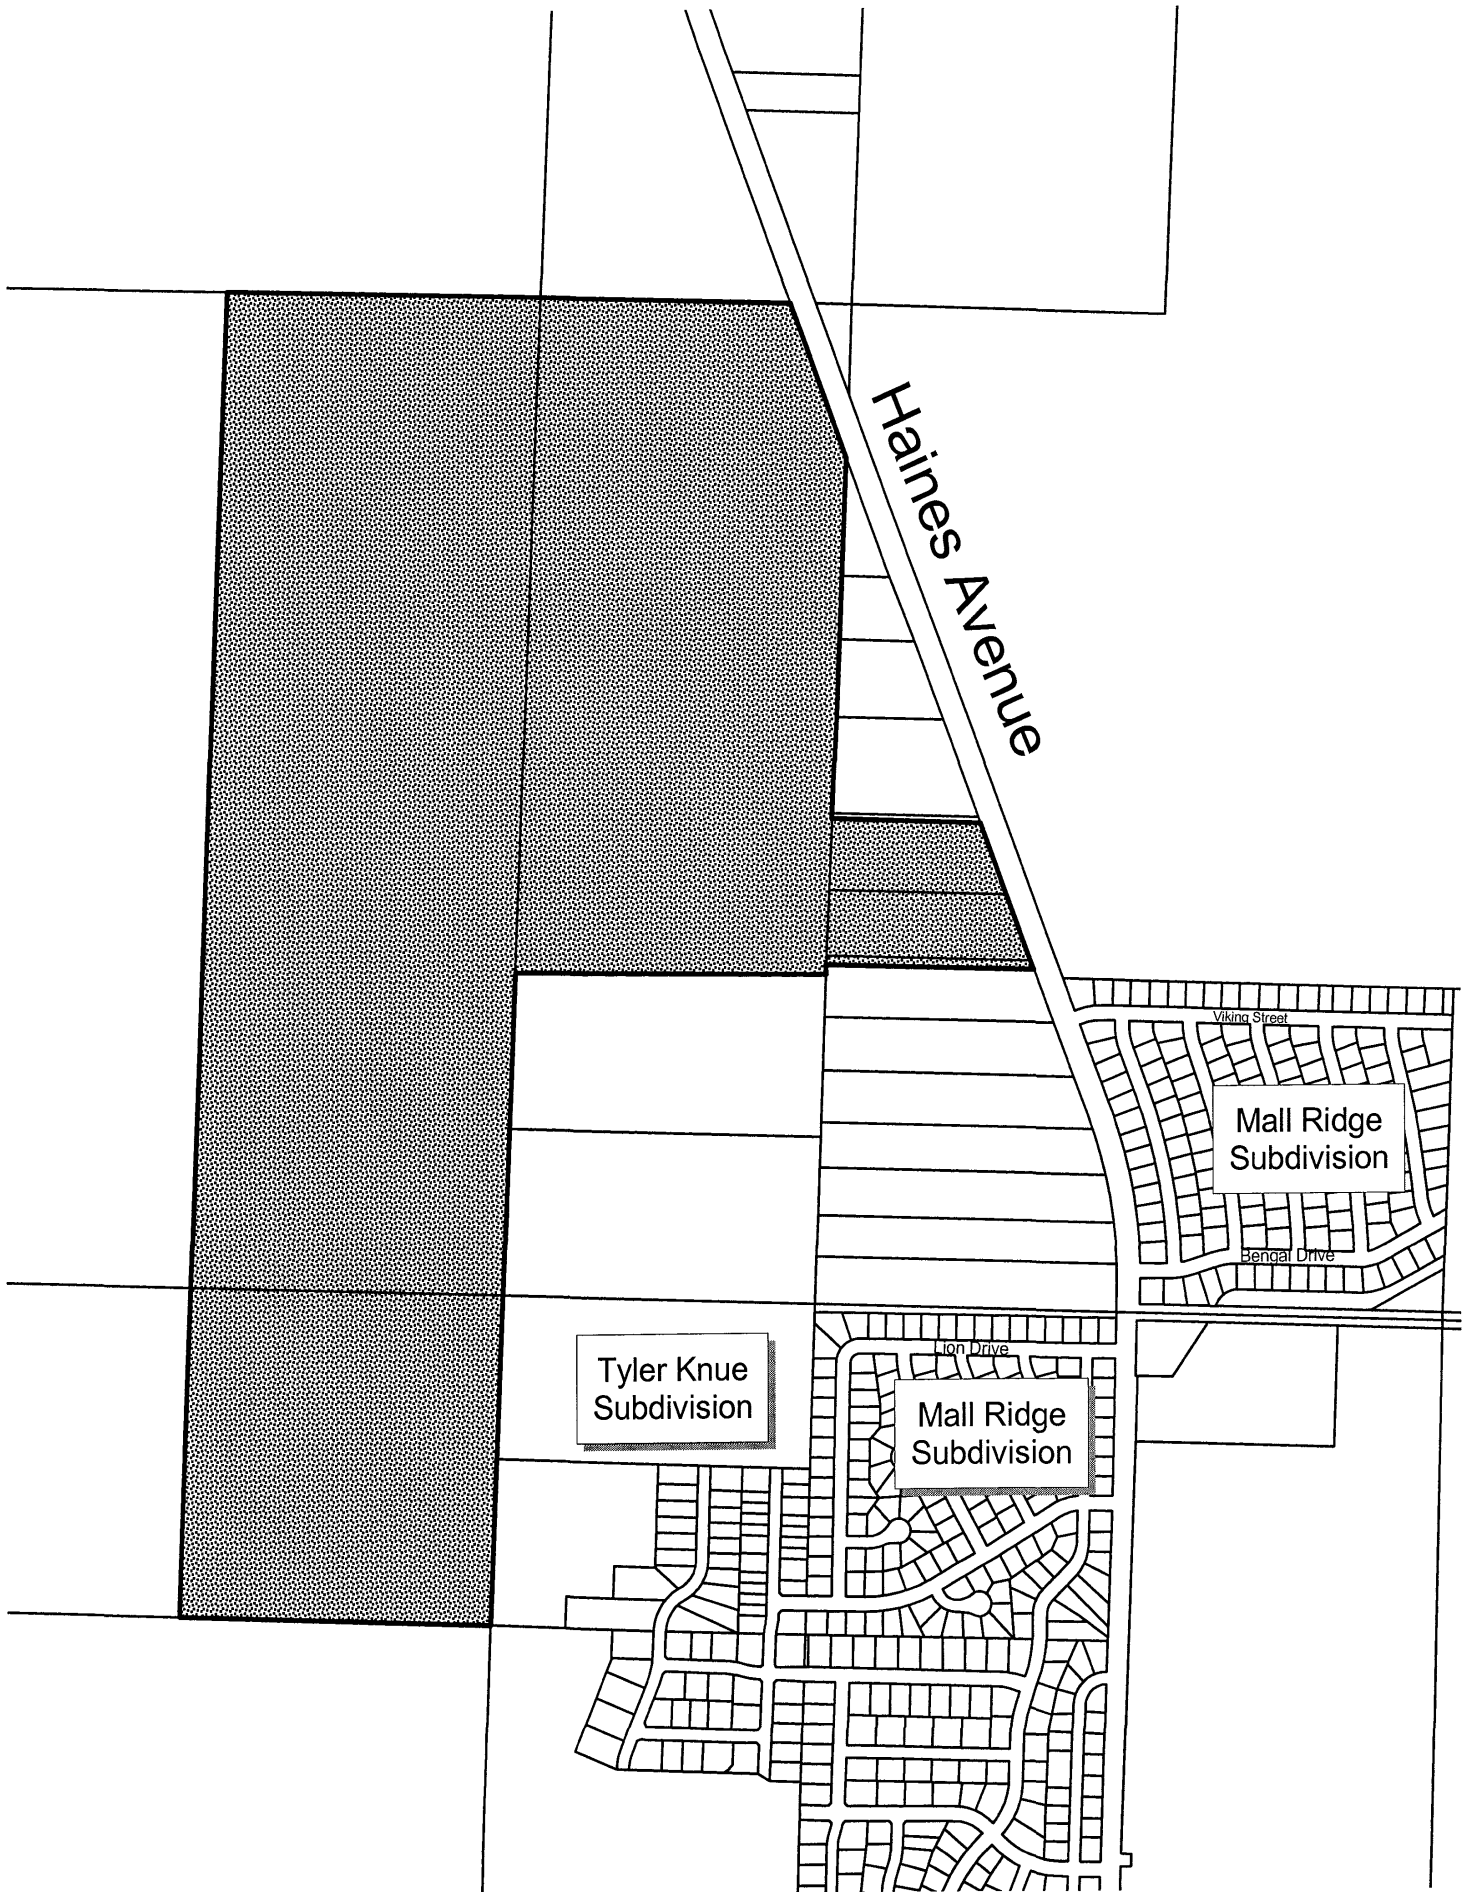 Haines Avenue
Viking Street
Mall Ridge
Subdivision
Bengal Drive
Lion Drive
Tyler Knue
Subdivision
Mall Ridge
Subdivision